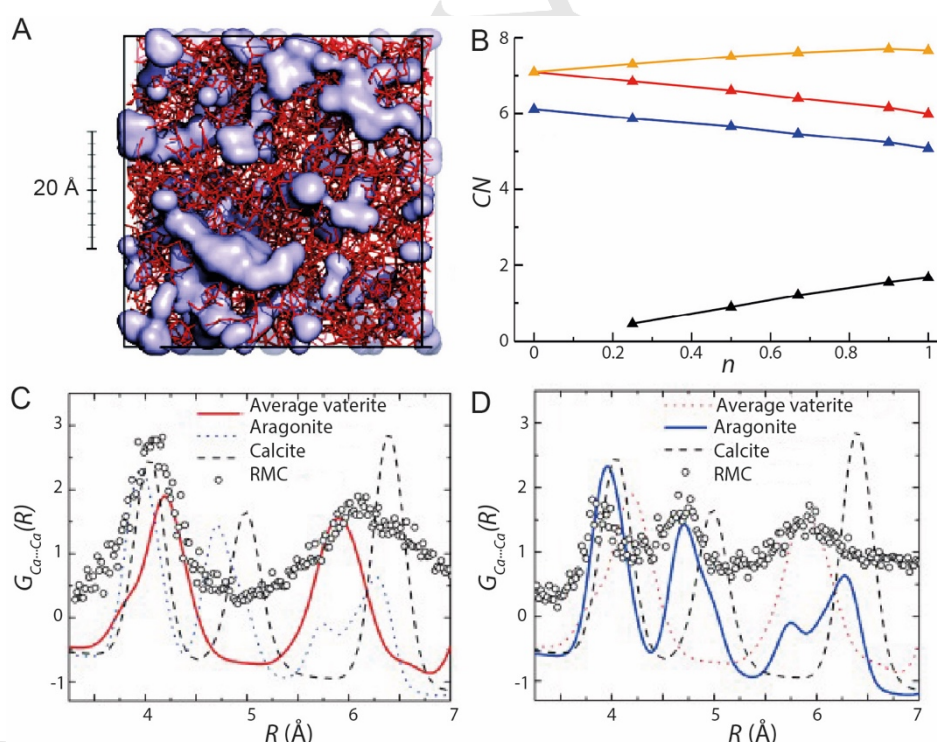 A
20 Å
B
CN
8
6
4
2
0
0
0.2
0.4
0.6
0.8
1
n
C
Average vaterite
Aragonite
Calcite
RMC
G Ca···Ca (R)
3
2
1
0
-1
4
5
6
7
R (Å)
D
Average vaterite
Aragonite
Calcite
RMC
G Ca···Ca (R)
3
2
1
0
-1
4
5
6
7
R (Å)